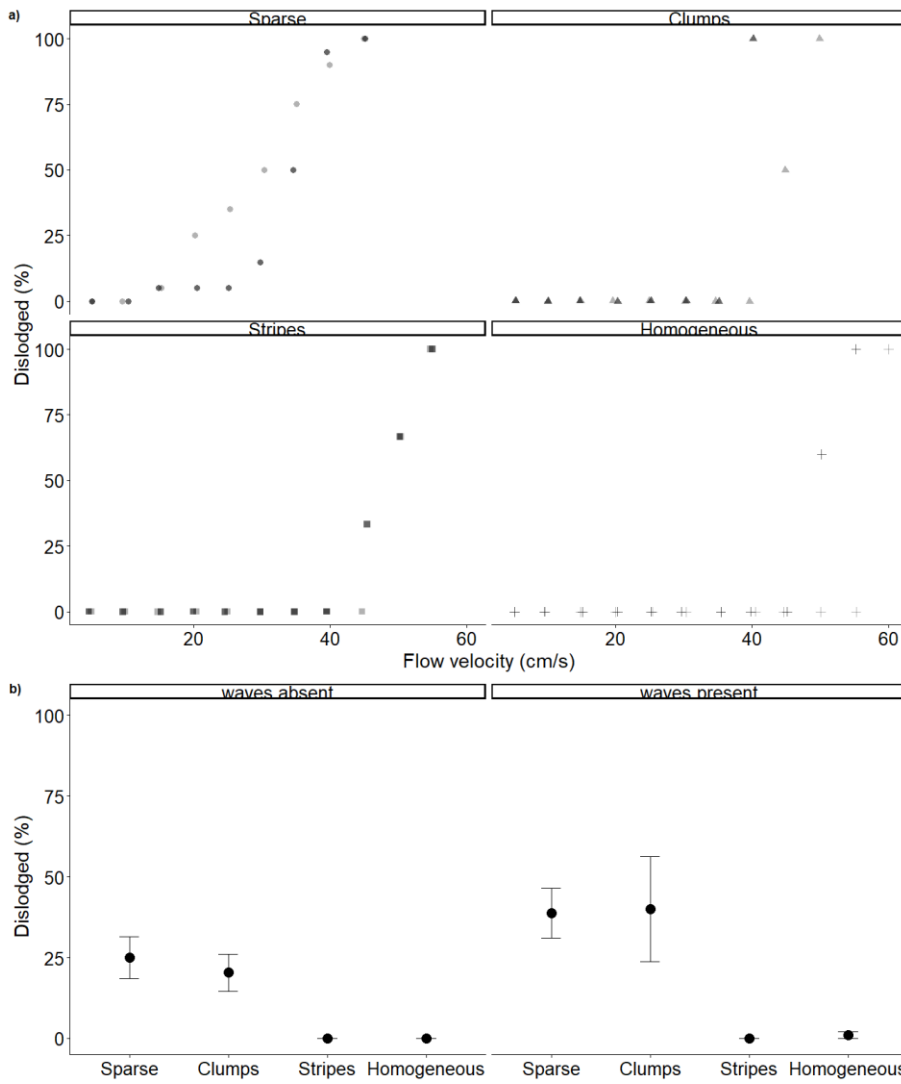 a)
Sparse
Clumps
100
75
50
25
0
Stripes
Homogeneous
100
75
50
25
0
Dislodged (%)
20 40 60 20 40 60
Flow velocity (cm/s)
b)
waves absent
waves present
100
75
50
25
0
Dislodged (%)
Sparse Clumps Stripes Homogeneous Sparse Clumps Stripes Homogeneous